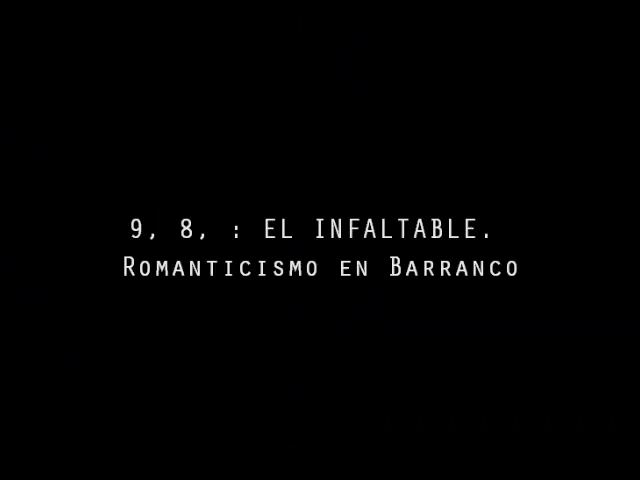 9, 8, : EL INFALTABLE.
Romanticismo en Barranco